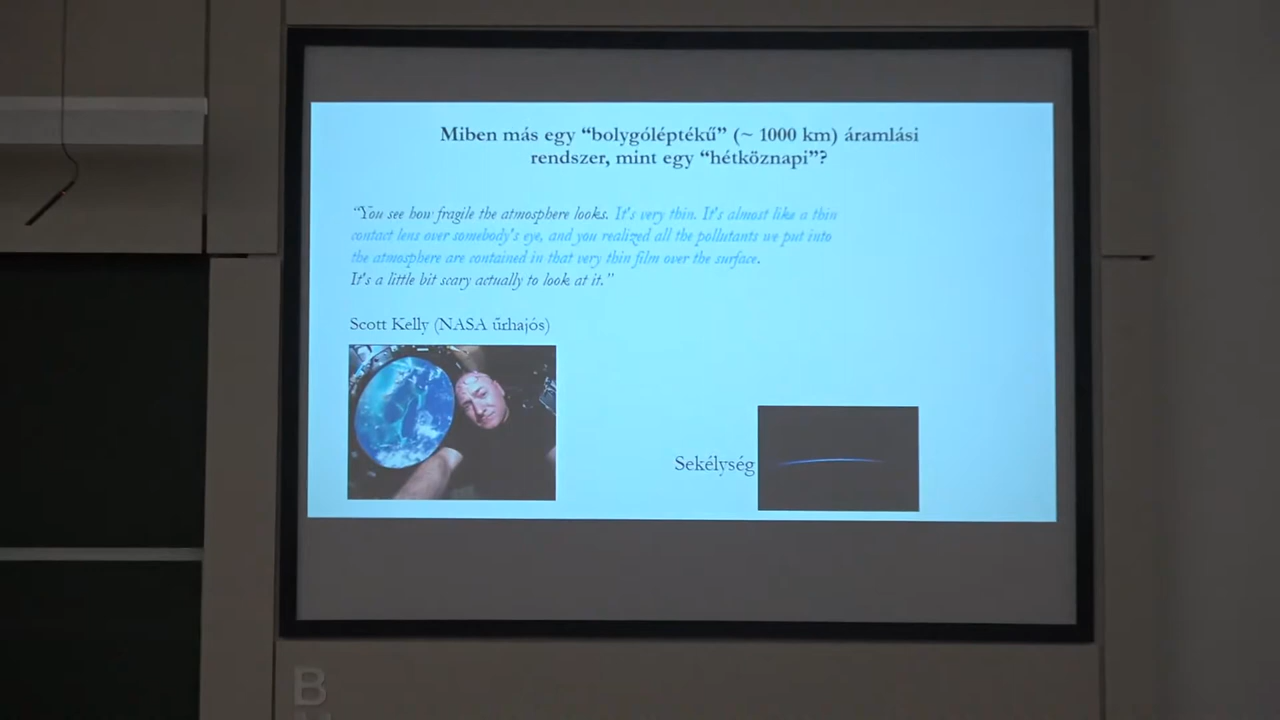 Miben más egy “bolygóléptékű” (~ 1000 km) áramlási
rendszer, mint egy “hétköznapi”?
“You see how fragile the atmosphere looks. It's very thin. It's almost like a thin
contact lens over somebody's eye, and you realized all the pollutants we put into
the atmosphere are contained in that very thin film over the surface.
It's a little bit scary actually to look at it.”
Scott Kelly (NASA űrhajós)
Sekélység
B